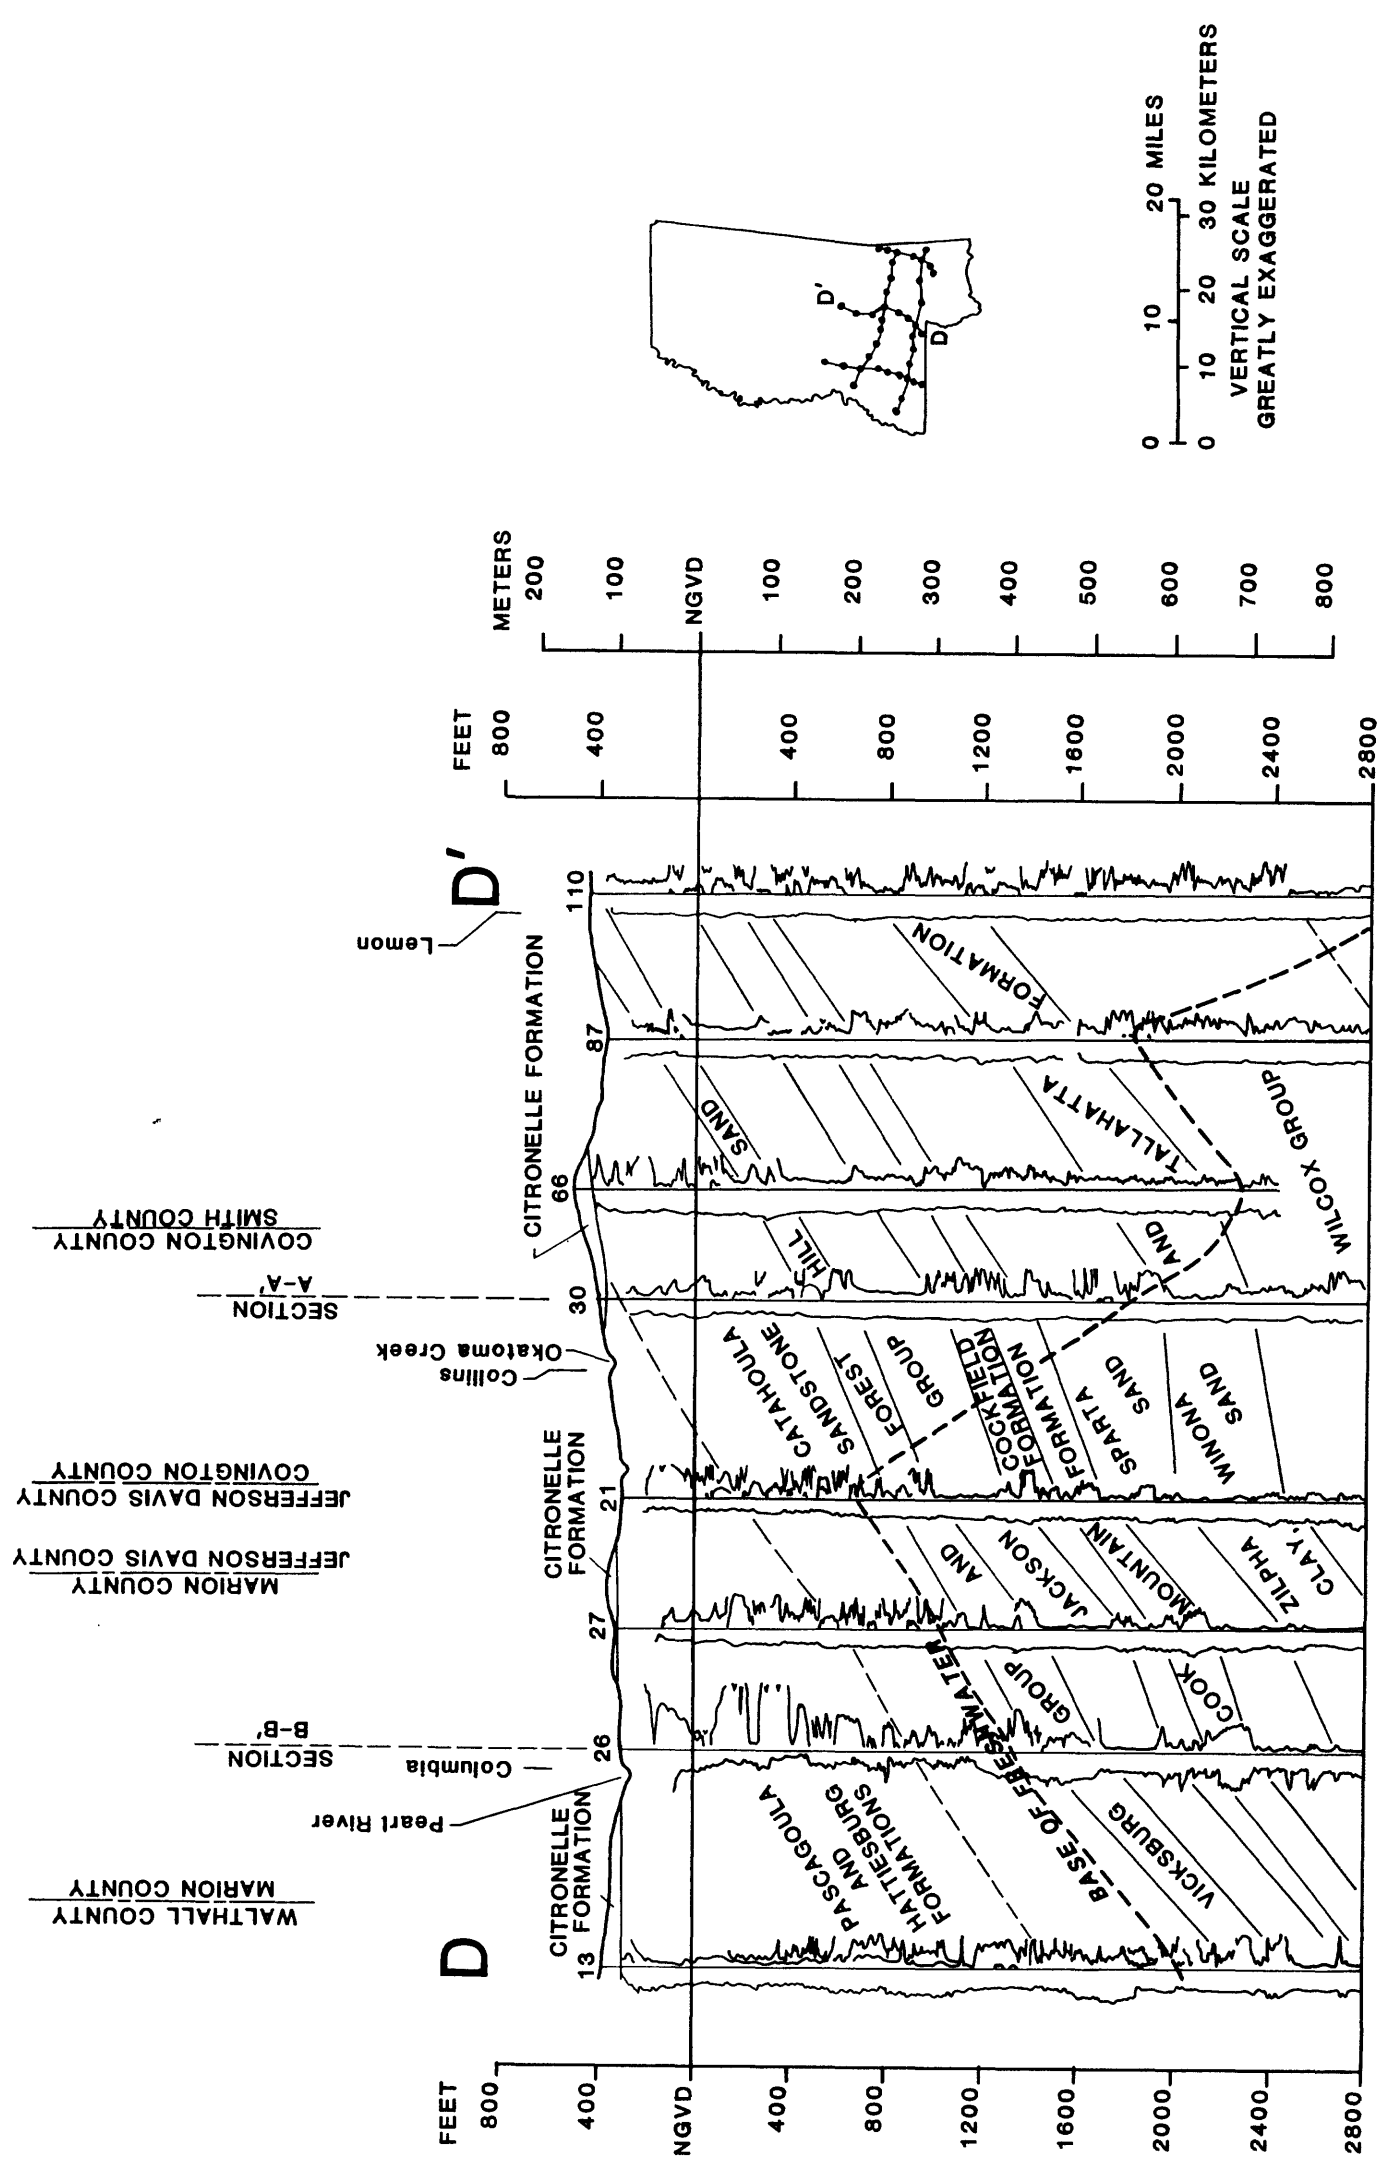 WALTHALL COUNTY
MARION COUNTY
Pearl River
Columbia
SECTION
B-B'
MARION COUNTY
JEFFERSON DAVIS COUNTY
JEFFERSON DAVIS COUNTY
COVINGTON COUNTY
Collins
Okatoma Creek
SECTION
A-A'
COVINGTON COUNTY
SMITH COUNTY
Lemon
D
D'
FEET
800
400
NGVD
400
800
1200
1600
2000
2400
2800
CITRONELLE
FORMATION
CITRONELLE
FORMATION
CITRONELLE FORMATION
13
26
27
21
30
66
87
110
PASCAGOULA
AND
HATTIESBURG
FORMATIONS
CATAHOULA
SANDSTONE
BASE OF FRESHWATER
VICKSBURG
GROUP
AND
FOREST
HILL
SAND
JACKSON
GROUP
COCKFIELD
FORMATION
COOK
MOUNTAIN
FORMATION
SPARTA
SAND
ZILPHA
CLAY,
WINONA
SAND
AND
TALLAHATTA
FORMATION
WILCOX GROUP
FEET
800
400
400
800
1200
1600
2000
2400
2800
METERS
200
100
NGVD
100
200
300
400
500
600
700
800
D'
D
0
10
20 MILES
0
10
20
30 KILOMETERS
VERTICAL SCALE
GREATLY EXAGGERATED